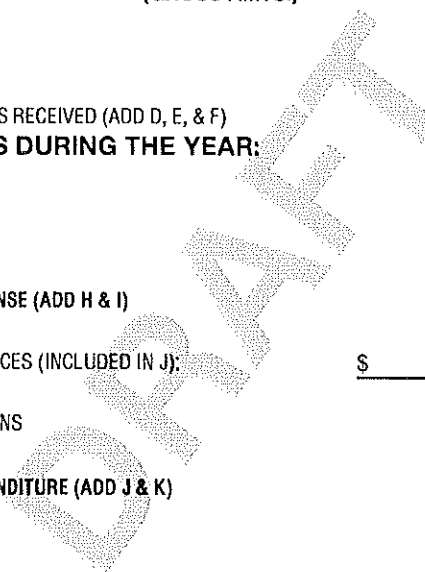 S RECEIVED (ADD D, E, & F)
S DURING THE YEAR:
NSE (ADD H & I)
CES (INCLUDED IN J): $
NS
NDITURE (ADD J & K)
DRAFT